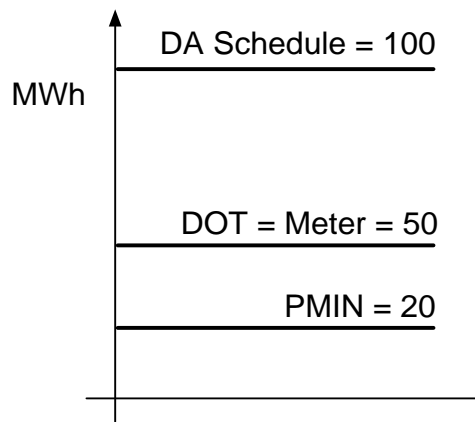 DA Schedule = 100
MWh
DOT = Meter = 50
PMIN = 20